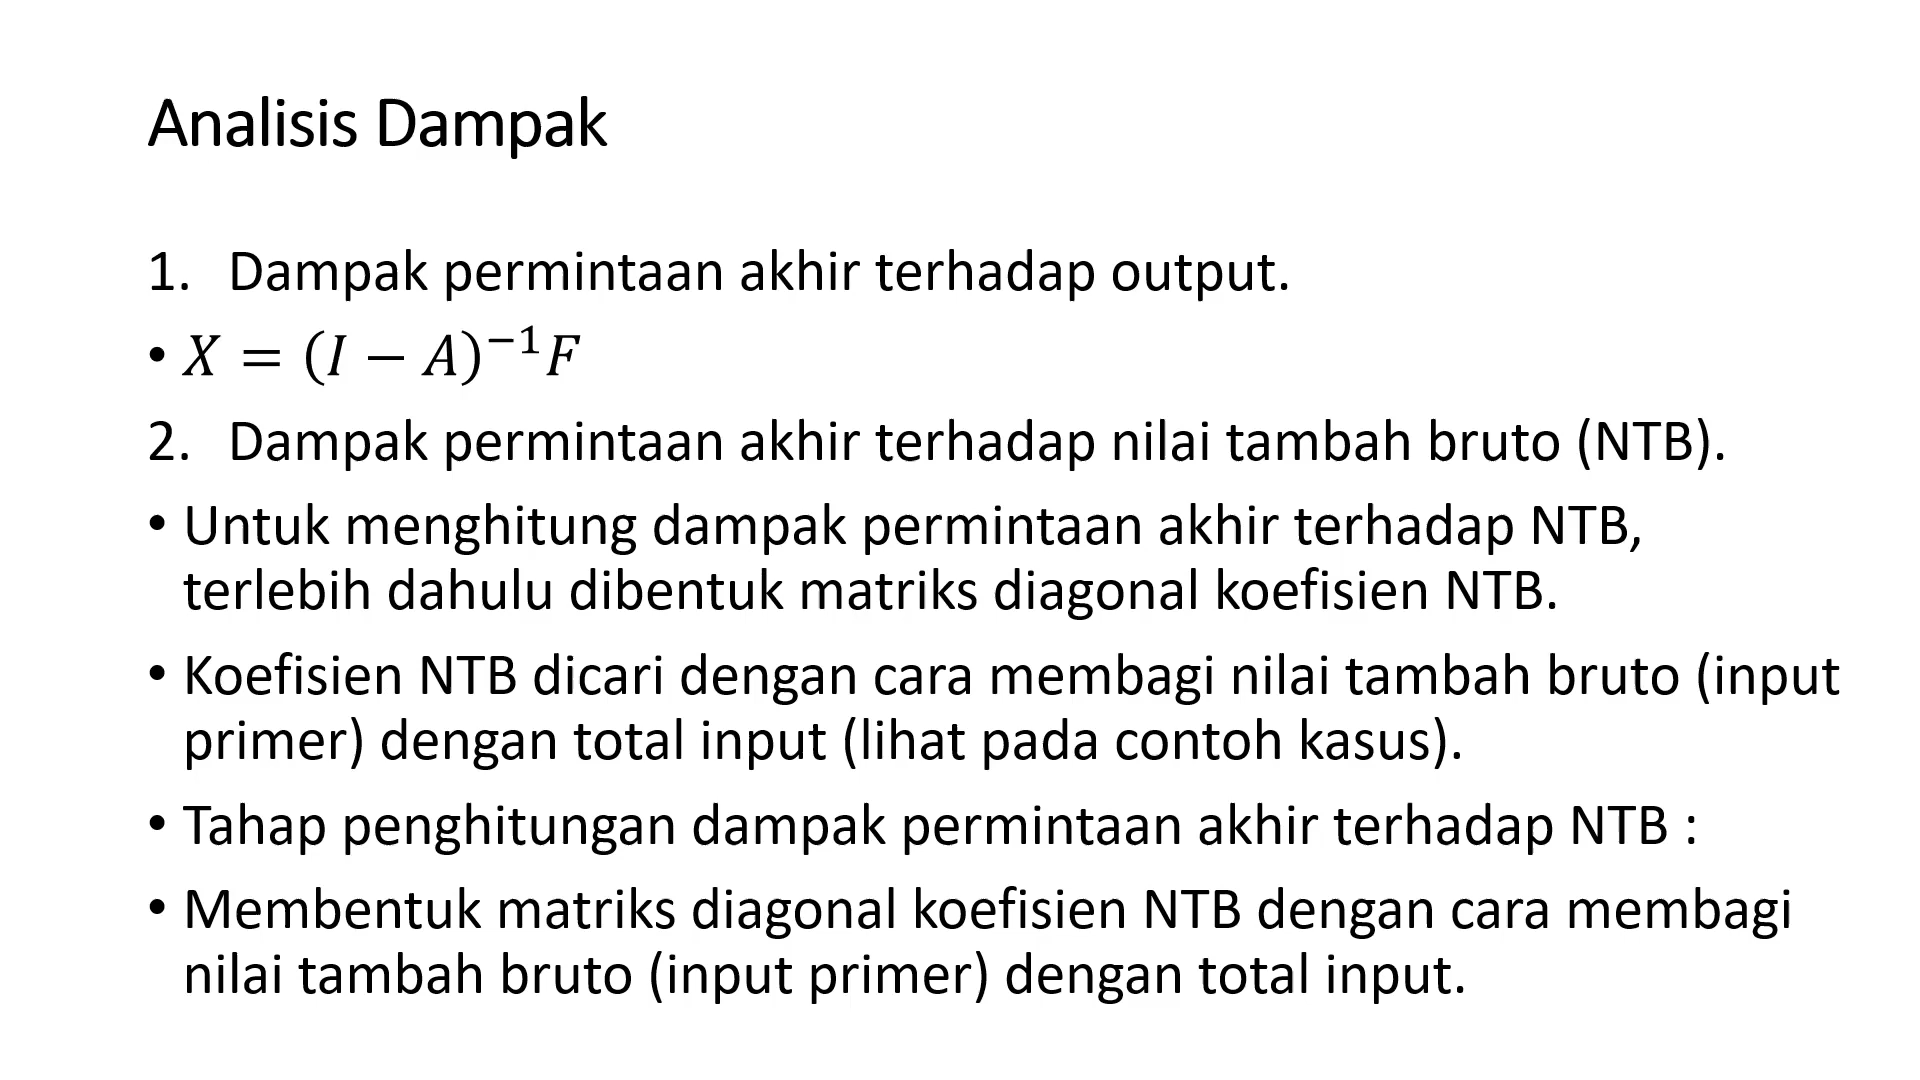 Analisis Dampak
1. Dampak permintaan akhir terhadap output.
• X = (I − A)⁻¹F
2. Dampak permintaan akhir terhadap nilai tambah bruto (NTB).
• Untuk menghitung dampak permintaan akhir terhadap NTB,
terlebih dahulu dibentuk matriks diagonal koefisien NTB.
• Koefisien NTB dicari dengan cara membagi nilai tambah bruto (input
primer) dengan total input (lihat pada contoh kasus).
• Tahap penghitungan dampak permintaan akhir terhadap NTB :
• Membentuk matriks diagonal koefisien NTB dengan cara membagi
nilai tambah bruto (input primer) dengan total input.